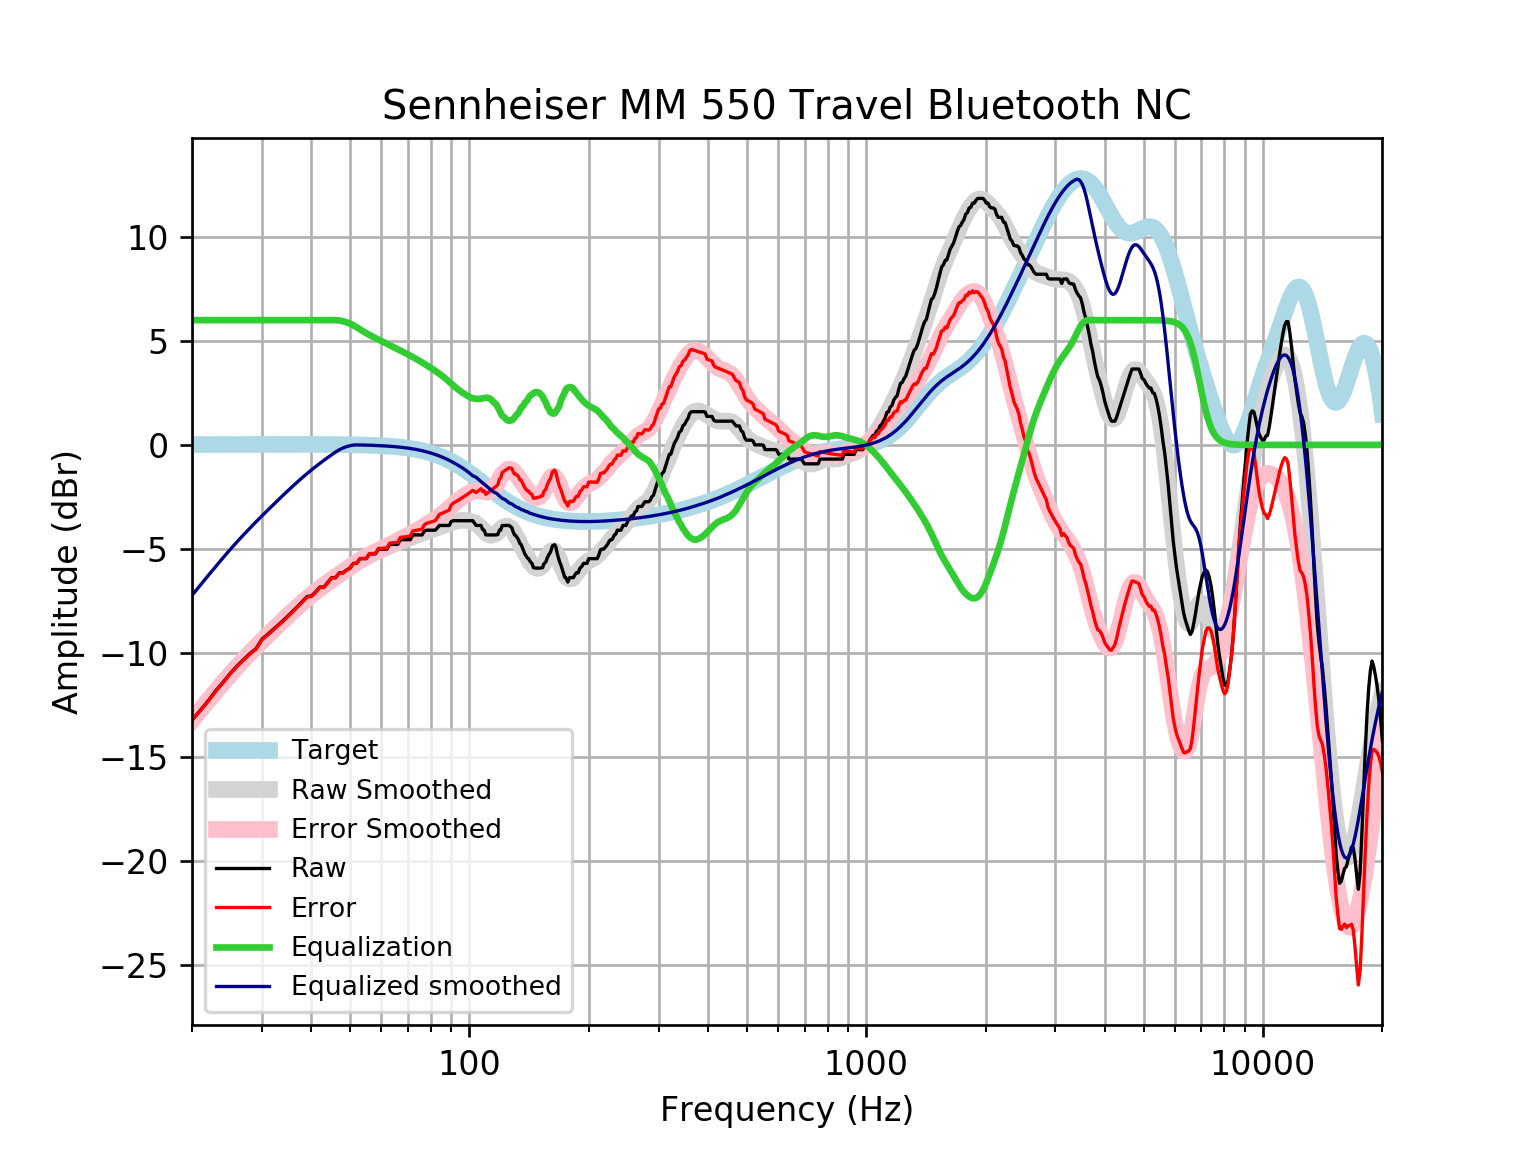 Sennheiser MM 550 Travel Bluetooth NC
Amplitude (dBr)
10
5
0
−5
−10
−15
−20
−25
Target
Raw Smoothed
Error Smoothed
Raw
Error
Equalization
Equalized smoothed
100 1000 10000
Frequency (Hz)